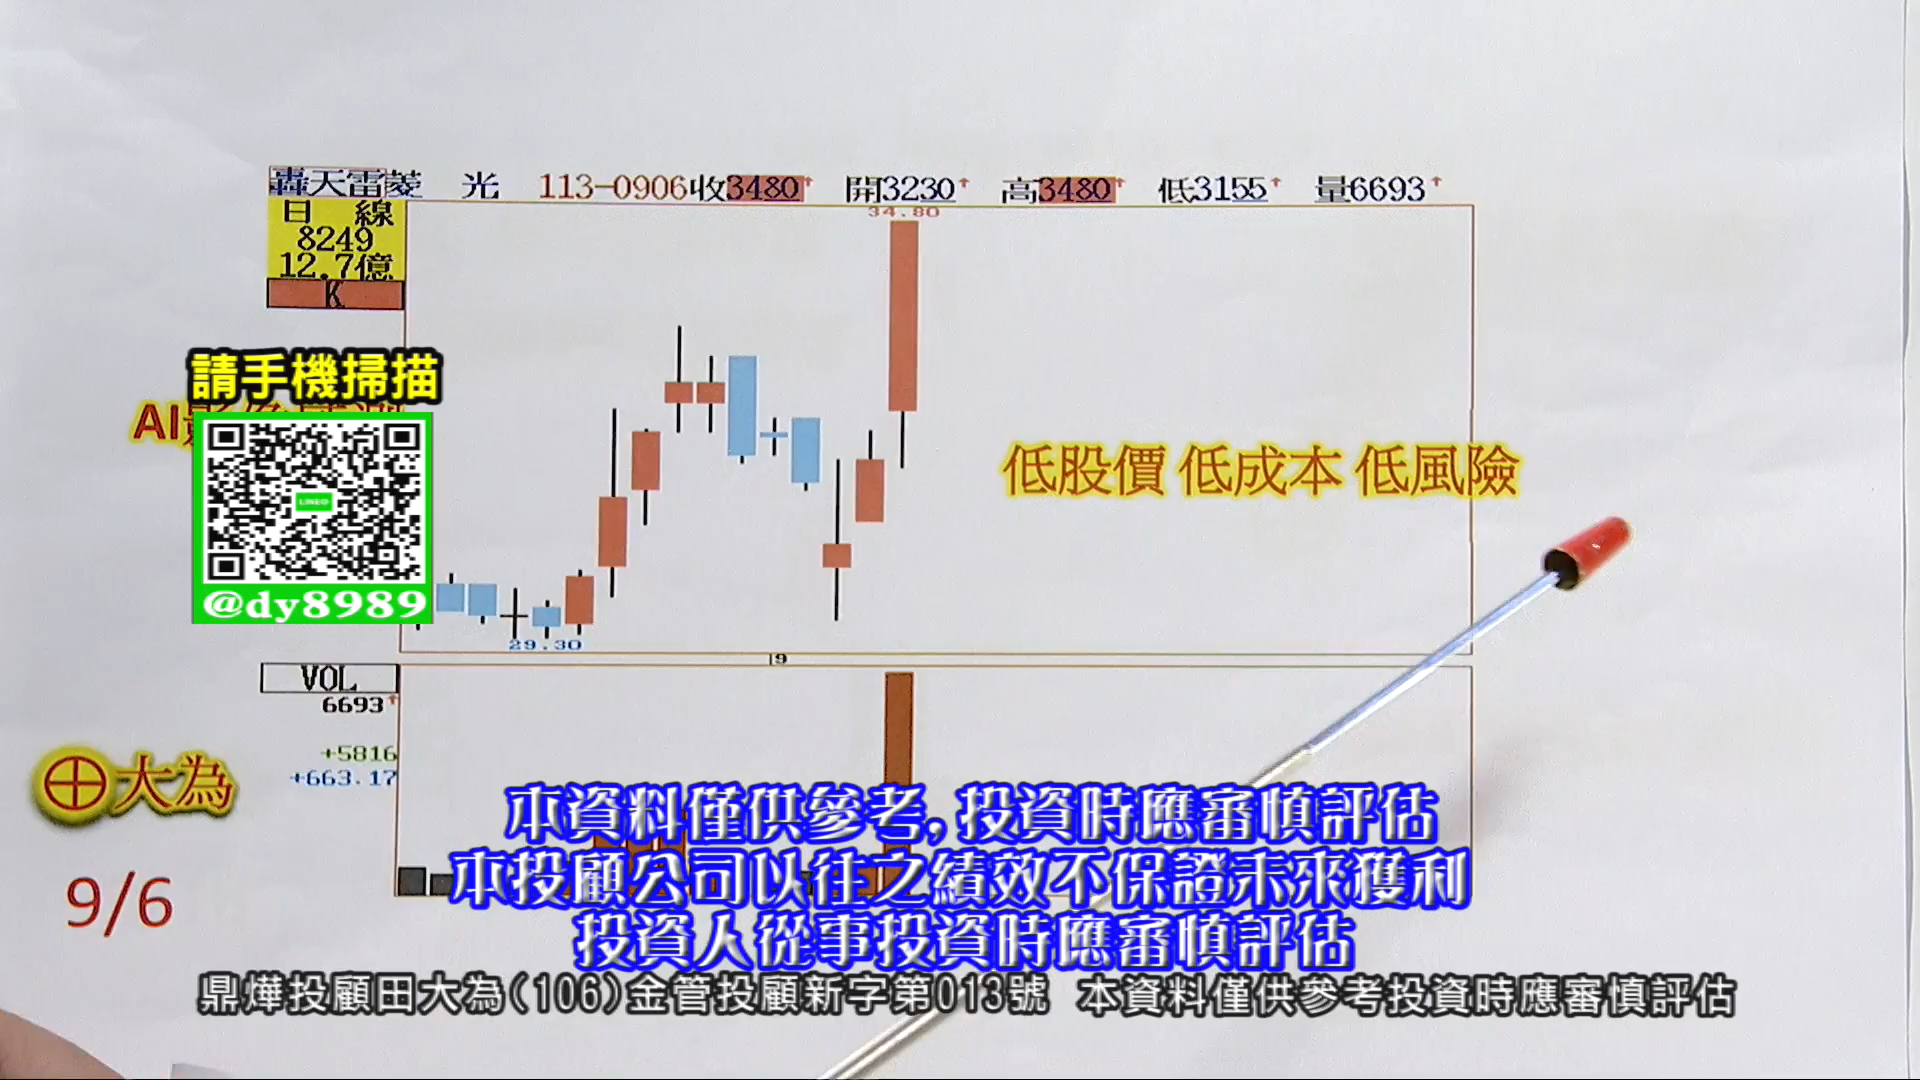 轟天雷菱 光 113-0906收3480↑ 開3230↑ 高3480↑ 低3155↑ 量6693↑
日 線
8249
12.7億
K
34.80
請手機掃描
AI
LINE@
@dy8989
低股價 低成本 低風險
29.30
9
VOL
6693↑
+5816
+663.17
田大為
9/6
本資料僅供參考,投資時應審慎評估
本投顧公司以往之績效不保證未來獲利
投資人從事投資時應審慎評估
鼎燁投顧田大為(106)金管投顧新字第013號 本資料僅供參考投資時應審慎評估